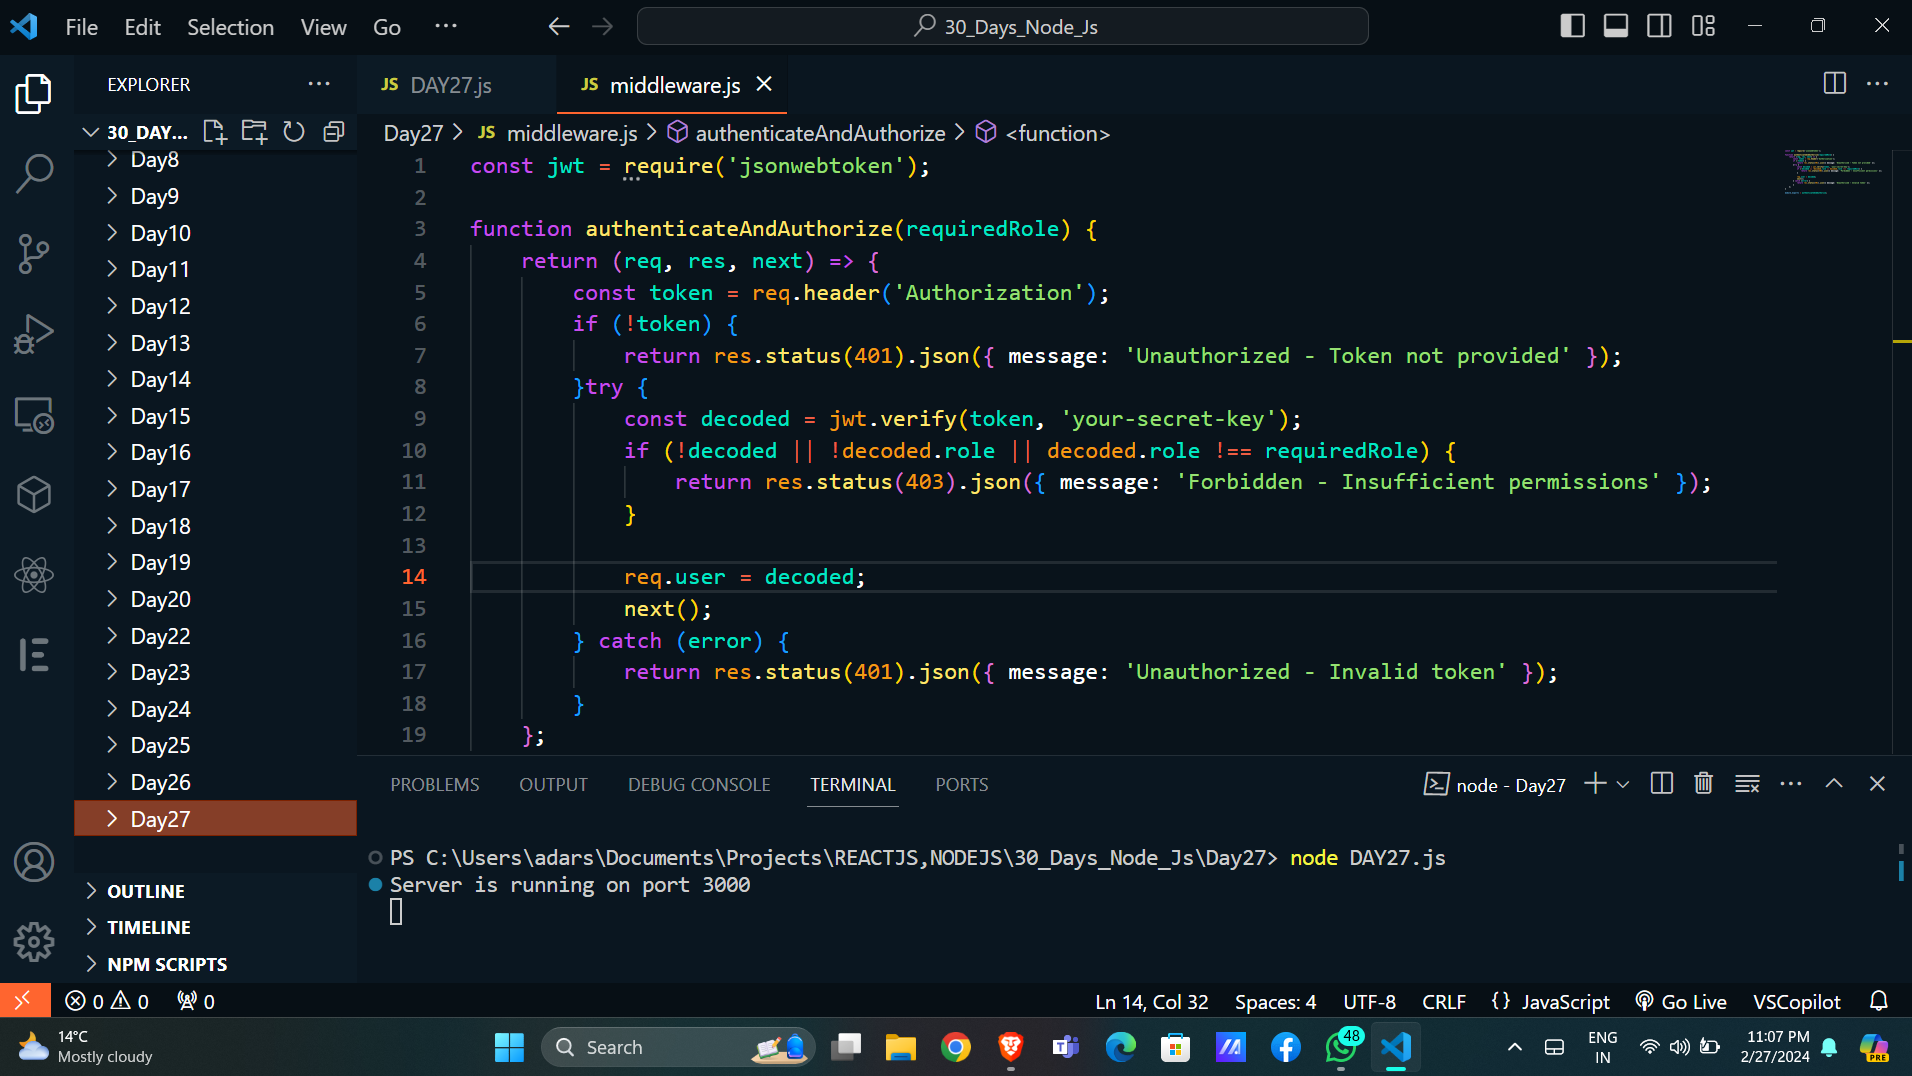 File Edit Selection View Go ···
30_Days_Node_Js
EXPLORER
30_DAY...
Day8
Day9
Day10
Day11
Day12
Day13
Day14
Day15
Day16
Day17
Day18
Day19
Day20
Day22
Day23
Day24
Day25
Day26
Day27
OUTLINE
TIMELINE
NPM SCRIPTS
JS DAY27.js
JS middleware.js
Day27 > JS middleware.js > authenticateAndAuthorize > <function>
1 const jwt = require('jsonwebtoken');
2
3 function authenticateAndAuthorize(requiredRole) {
4 return (req, res, next) => {
5 const token = req.header('Authorization');
6 if (!token) {
7 return res.status(401).json({ message: 'Unauthorized - Token not provided' });
8 }try {
9 const decoded = jwt.verify(token, 'your-secret-key');
10 if (!decoded || !decoded.role || decoded.role !== requiredRole) {
11 return res.status(403).json({ message: 'Forbidden - Insufficient permissions' });
12 }
13
14 req.user = decoded;
15 next();
16 } catch (error) {
17 return res.status(401).json({ message: 'Unauthorized - Invalid token' });
18 }
19 };
PROBLEMS OUTPUT DEBUG CONSOLE TERMINAL PORTS
node - Day27
PS C:\Users\adars\Documents\Projects\REACTJS,NODEJS\30_Days_Node_Js\Day27> node DAY27.js
Server is running on port 3000
0 0 0
Ln 14, Col 32 Spaces: 4 UTF-8 CRLF {} JavaScript Go Live VSCopilot
14°C
Mostly cloudy
Search
48
PRE
ENG
IN
11:07 PM
2/27/2024